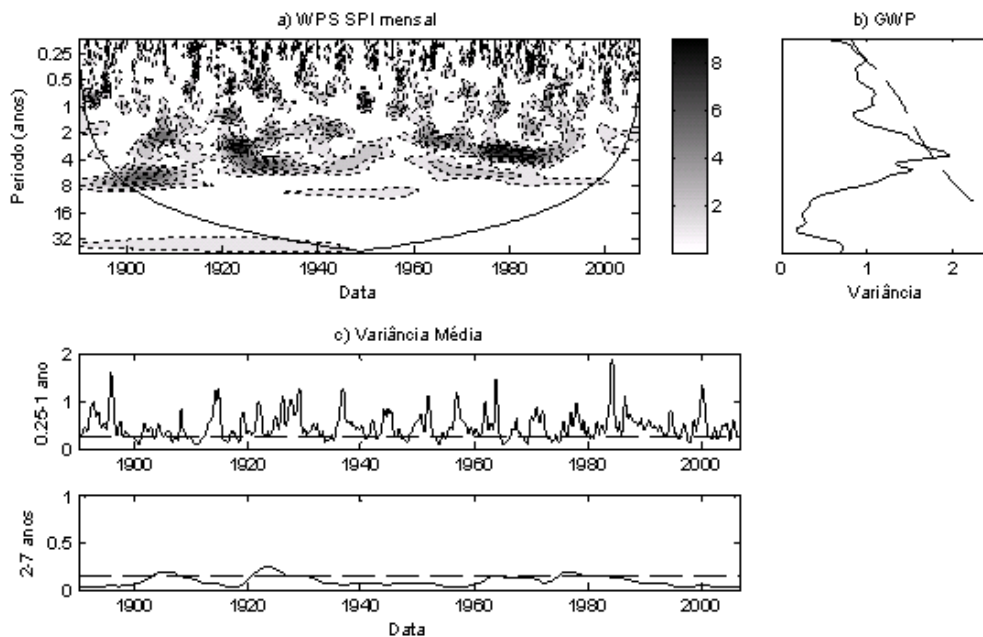 a) WPS SPI mensal
b) GWP
0.25
0.5
1
2
4
8
16
32
Periodo (anos)
1900 1920 1940 1960 1980 2000
Data
8
6
4
2
0 1 2
Variância
c) Variância Média
0.25-1 ano
2
1
0
1900 1920 1940 1960 1980 2000
2-7 anos
1
0.5
0
1900 1920 1940 1960 1980 2000
Data